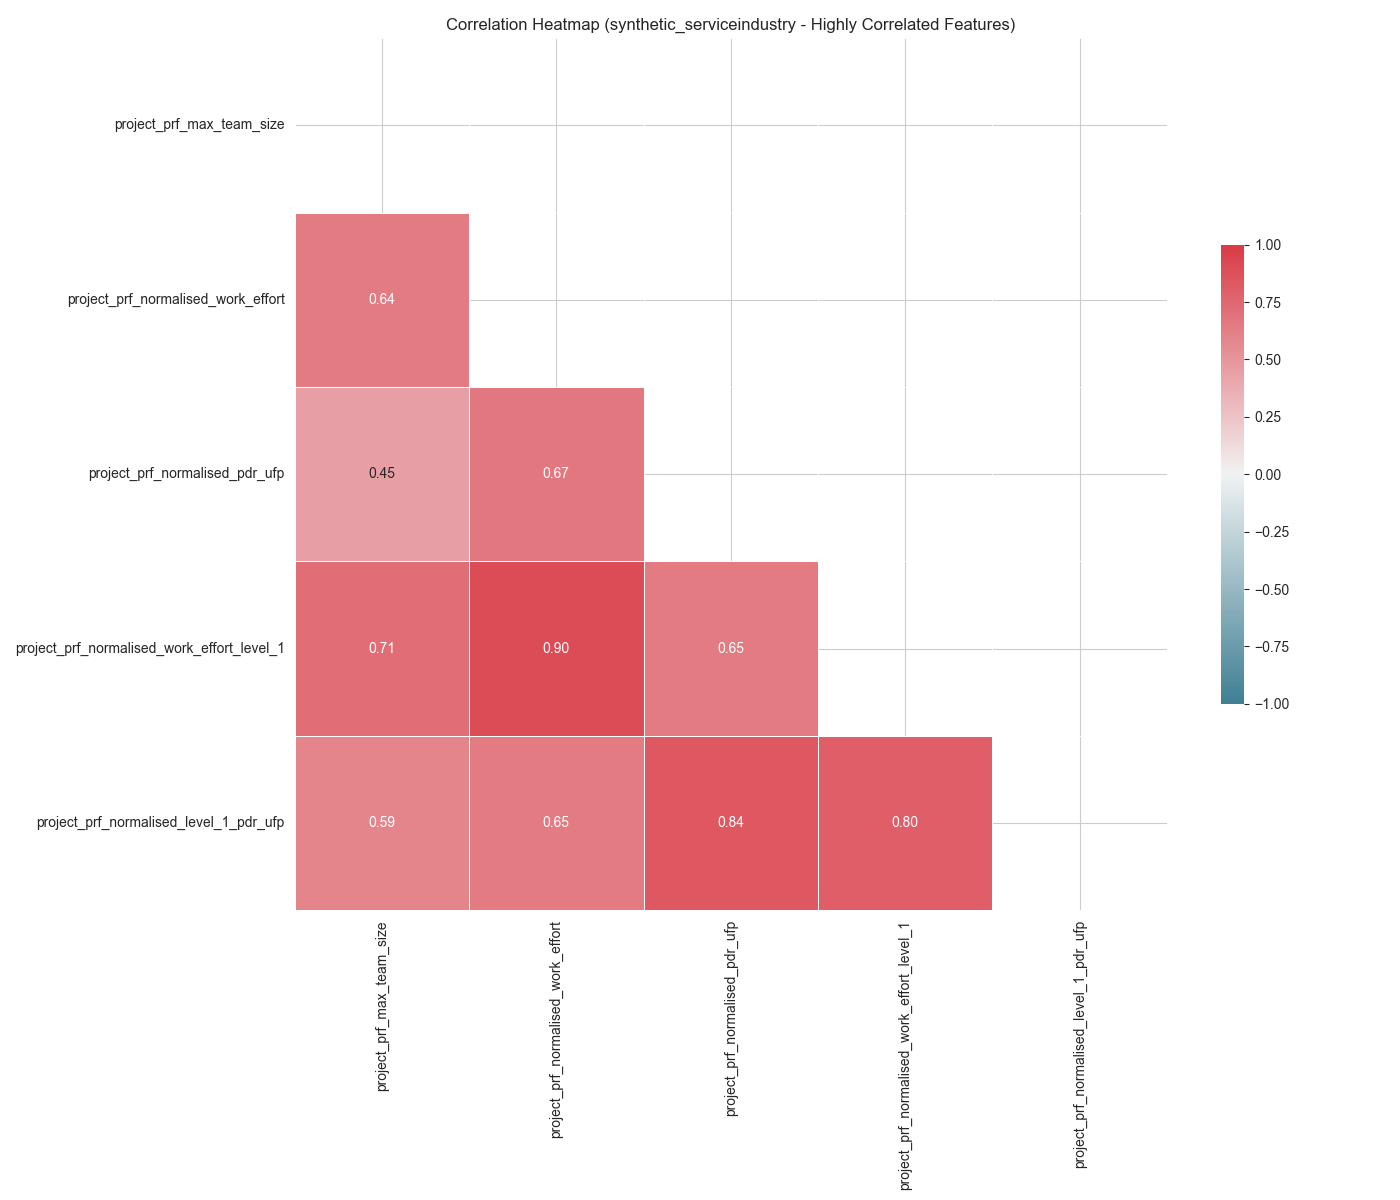 Correlation Heatmap (synthetic_serviceindustry - Highly Correlated Features)
project_prf_max_team_size
project_prf_normalised_work_effort
0.64
project_prf_normalised_pdr_ufp
0.45
0.67
project_prf_normalised_work_effort_level_1
0.71
0.90
0.65
project_prf_normalised_level_1_pdr_ufp
0.59
0.65
0.84
0.80
project_prf_max_team_size
project_prf_normalised_work_effort
project_prf_normalised_pdr_ufp
project_prf_normalised_work_effort_level_1
project_prf_normalised_level_1_pdr_ufp
1.00
0.75
0.50
0.25
0.00
−0.25
−0.50
−0.75
−1.00